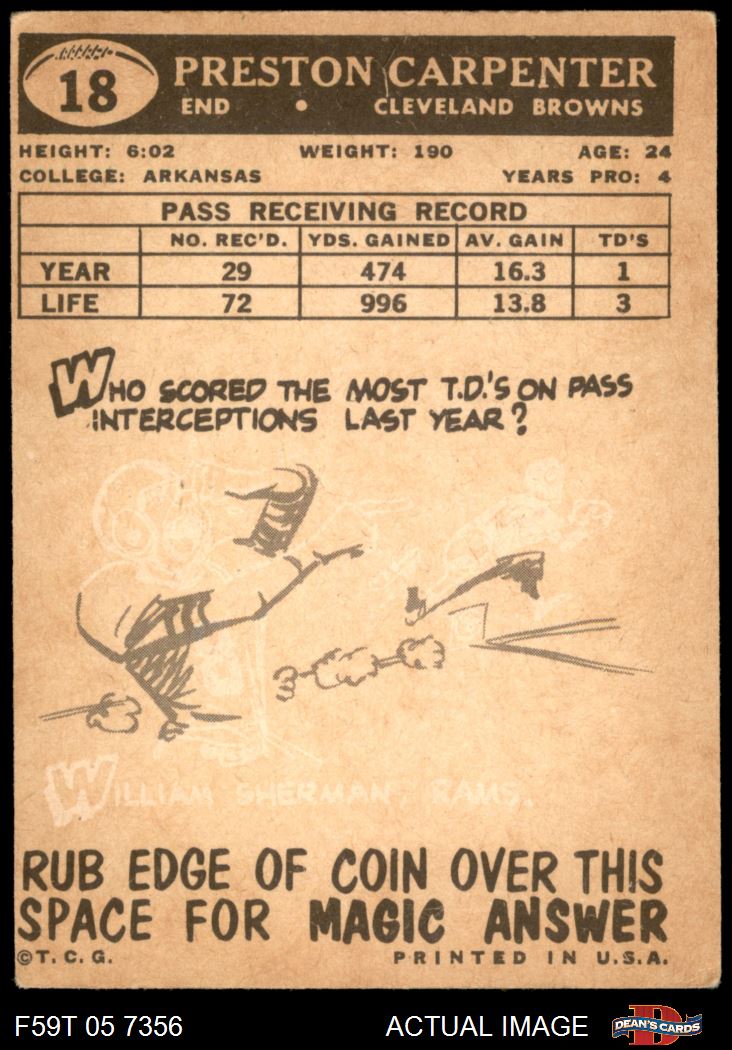 18
PRESTON CARPENTER
END • CLEVELAND BROWNS
HEIGHT: 6:02 WEIGHT: 190 AGE: 24
COLLEGE: ARKANSAS YEARS PRO: 4
PASS RECEIVING RECORD
NO. REC'D. YDS. GAINED AV. GAIN TD'S
YEAR 29 474 16.3 1
LIFE 72 996 13.8 3
WHO SCORED THE MOST T.D.'S ON PASS
INTERCEPTIONS LAST YEAR?
WILLIAM SHERMAN, RAMS.
RUB EDGE OF COIN OVER THIS
SPACE FOR MAGIC ANSWER
©T.C.G. PRINTED IN U.S.A.
F59T 05 7356 ACTUAL IMAGE D DEAN'S CARDS